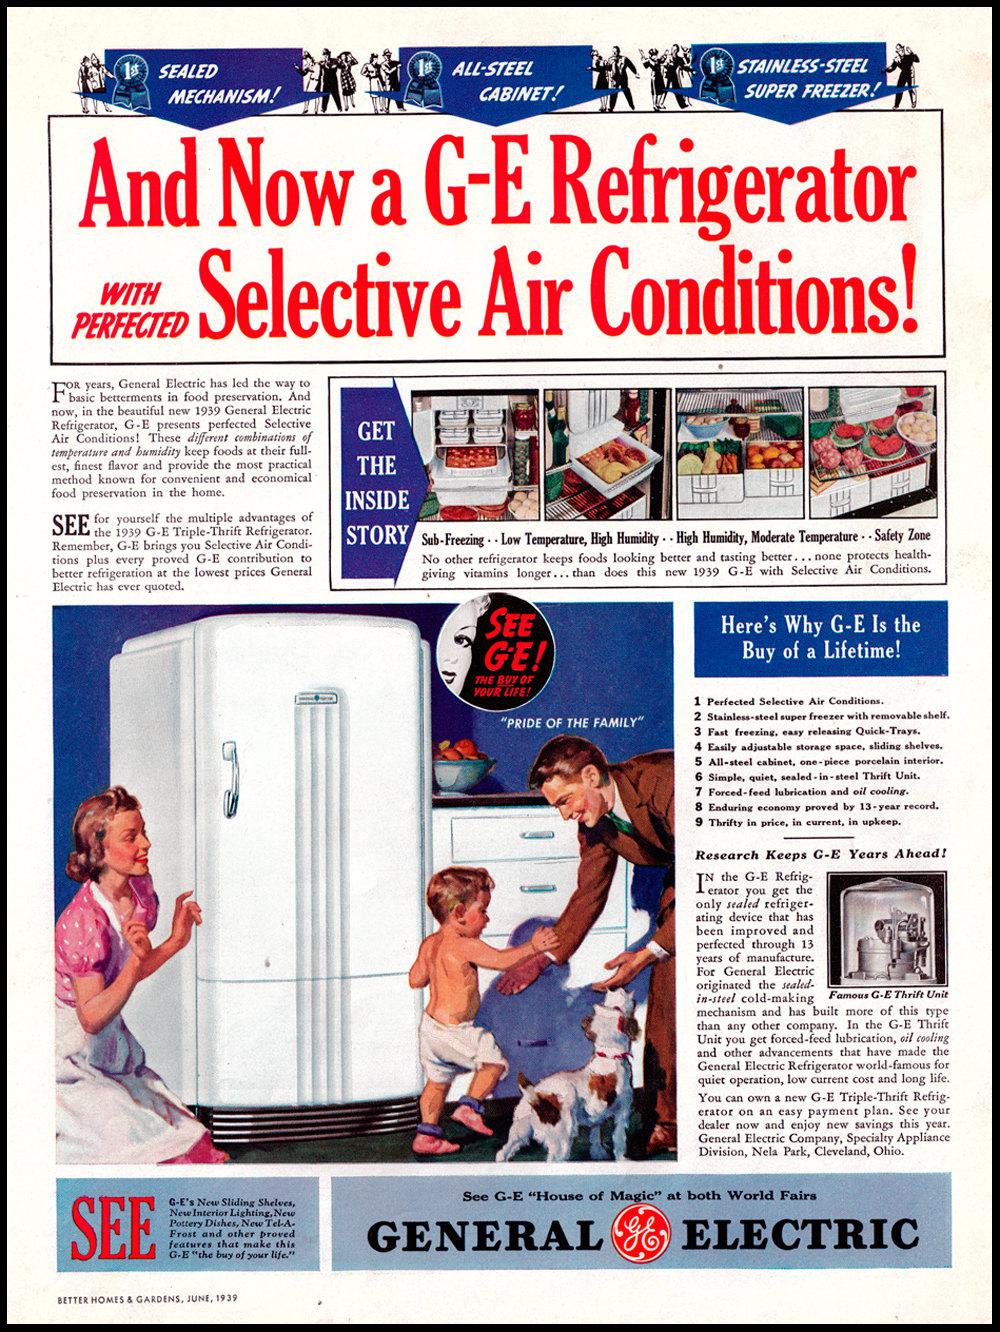 1st SEALED
MECHANISM!
1st ALL-STEEL
CABINET!
1st STAINLESS-STEEL
SUPER FREEZER!
And Now a G-E Refrigerator
WITH
PERFECTED
Selective Air Conditions!
FOR years, General Electric has led the way to
basic betterments in food preservation. And
now, in the beautiful new 1939 General Electric
Refrigerator, G-E presents perfected Selective
Air Conditions! These different combinations of
temperature and humidity keep foods at their full-
est, finest flavor and provide the most practical
method known for convenient and economical
food preservation in the home.
SEE for yourself the multiple advantages of
the 1939 G-E Triple-Thrift Refrigerator.
Remember, G-E brings you Selective Air Condi-
tions plus every proved G-E contribution to
better refrigeration at the lowest prices General
Electric has ever quoted.
GET
THE
INSIDE
STORY
Sub-Freezing · · Low Temperature, High Humidity · · High Humidity, Moderate Temperature · · Safety Zone
No other refrigerator keeps foods looking better and tasting better...none protects health-
giving vitamins longer...than does this new 1939 G-E with Selective Air Conditions.
SEE
G-E!
THE BUY OF
YOUR LIFE!
"PRIDE OF THE FAMILY"
Here's Why G-E Is the
Buy of a Lifetime!
1 Perfected Selective Air Conditions.
2 Stainless-steel super freezer with removable shelf.
3 Fast freezing, easy releasing Quick-Trays.
4 Easily adjustable storage space, sliding shelves.
5 All-steel cabinet, one-piece porcelain interior.
6 Simple, quiet, sealed-in-steel Thrift Unit.
7 Forced-feed lubrication and oil cooling.
8 Enduring economy proved by 13-year record.
9 Thrifty in price, in current, in upkeep.
Research Keeps G-E Years Ahead!
IN the G-E Refrig-
erator you get the
only sealed refriger-
ating device that has
been improved and
perfected through 13
years of manufacture.
For General Electric
originated the sealed-
in-steel cold-making
Famous G-E Thrift Unit
mechanism and has built more of this type
than any other company. In the G-E Thrift
Unit you get forced-feed lubrication, oil cooling
and other advancements that have made the
General Electric Refrigerator world-famous for
quiet operation, low current cost and long life.
You can own a new G-E Triple-Thrift Refrig-
erator on an easy payment plan. See your
dealer now and enjoy new savings this year.
General Electric Company, Specialty Appliance
Division, Nela Park, Cleveland, Ohio.
SEE
G-E's New Sliding Shelves,
New Interior Lighting, New
Pottery Dishes, New Tel-A-
Frost and other proved
features that make this
G-E "the buy of your life."
See G-E "House of Magic" at both World Fairs
GENERAL GE ELECTRIC
BETTER HOMES & GARDENS, JUNE, 1939